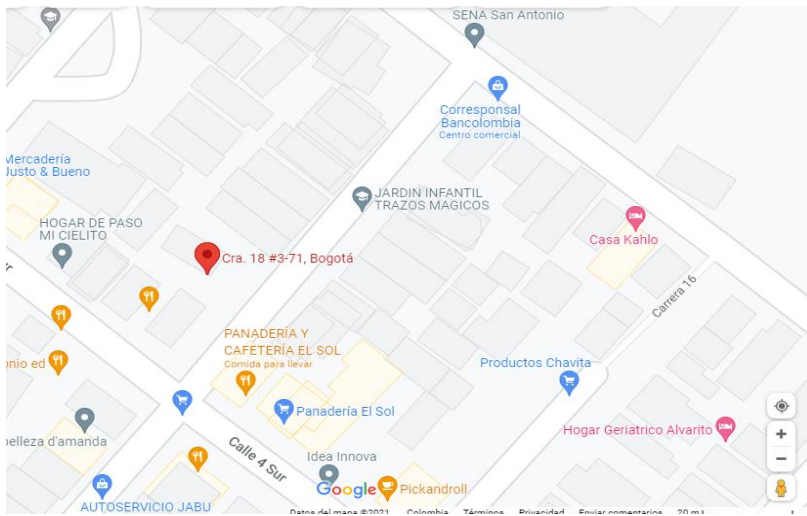 SENA San Antonio
Corresponsal
Bancolombia
Centro comercial
Mercadería
Justo & Bueno
JARDIN INFANTIL
TRAZOS MAGICOS
HOGAR DE PASO
MI CIELITO
Casa Kahlo
Cra. 18 #3-71, Bogotá
Carrera 16
PANADERÍA Y
CAFETERÍA EL SOL
Comida para llevar
onio ed
Productos Chavita
Panadería El Sol
Hogar Geriatrico Alvarito
belleza d'amanda
Calle 4 Sur
Idea Innova
Google
Pickandroll
AUTOSERVICIO JABU
Datos del mapa ©2021 Colombia Términos Privacidad Enviar comentarios 20 m